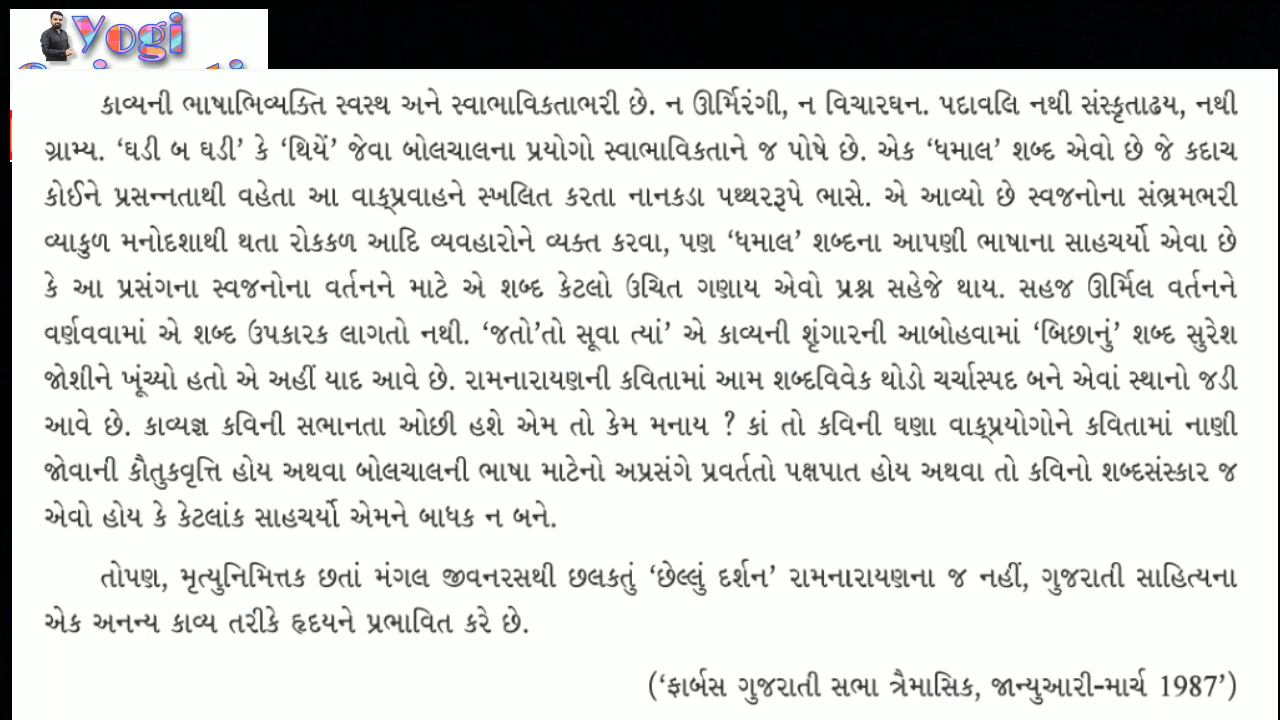 Yogi
કાવ્યની ભાષાભિવ્યક્તિ સ્વસ્થ અને સ્વાભાવિકતાભરી છે. ન ઊર્મિરંગી, ન વિચારઘન. પદાવલિ નથી સંસ્કૃતાઢ્ય, નથી
ગ્રામ્ય. ‘ઘડી બ ઘડી’ કે ‘થિયેં’ જેવા બોલચાલના પ્રયોગો સ્વાભાવિકતાને જ પોષે છે. એક ‘ધમાલ’ શબ્દ એવો છે જે કદાચ
કોઈને પ્રસન્નતાથી વહેતા આ વાક્પ્રવાહને સ્ખલિત કરતા નાનકડા પથ્થરરૂપે ભાસે. એ આવ્યો છે સ્વજનોના સંભ્રમભરી
વ્યાકુળ મનોદશાથી થતા રોકકળ આદિ વ્યવહારોને વ્યક્ત કરવા, પણ ‘ધમાલ’ શબ્દના આપણી ભાષાના સાહચર્યો એવા છે
કે આ પ્રસંગના સ્વજનોના વર્તનને માટે એ શબ્દ કેટલો ઉચિત ગણાય એવો પ્રશ્ન સહેજે થાય. સહજ ઊર્મિલ વર્તનને
વર્ણવવામાં એ શબ્દ ઉપકારક લાગતો નથી. ‘જતો’તો સૂવા ત્યાં’ એ કાવ્યની શૃંગારની આબોહવામાં ‘બિછાનું’ શબ્દ સુરેશ
જોશીને ખૂંચ્યો હતો એ અહીં યાદ આવે છે. રામનારાયણની કવિતામાં આમ શબ્દવિવેક થોડો ચર્ચાસ્પદ બને એવાં સ્થાનો જડી
આવે છે. કાવ્યજ્ઞ કવિની સભાનતા ઓછી હશે એમ તો કેમ મનાય ? કાં તો કવિની ઘણા વાક્પ્રયોગોને કવિતામાં નાણી
જોવાની કૌતુકવૃત્તિ હોય અથવા બોલચાલની ભાષા માટેનો અપ્રસંગે પ્રવર્તતો પક્ષપાત હોય અથવા તો કવિનો શબ્દસંસ્કાર જ
એવો હોય કે કેટલાંક સાહચર્યો એમને બાધક ન બને.
તોપણ, મૃત્યુનિમિત્તક છતાં મંગલ જીવનરસથી છલકતું ‘છેલ્લું દર્શન’ રામનારાયણના જ નહીં, ગુજરાતી સાહિત્યના
એક અનન્ય કાવ્ય તરીકે હૃદયને પ્રભાવિત કરે છે.
(‘ફાર્બસ ગુજરાતી સભા ત્રૈમાસિક, જાન્યુઆરી-માર્ચ 1987’)